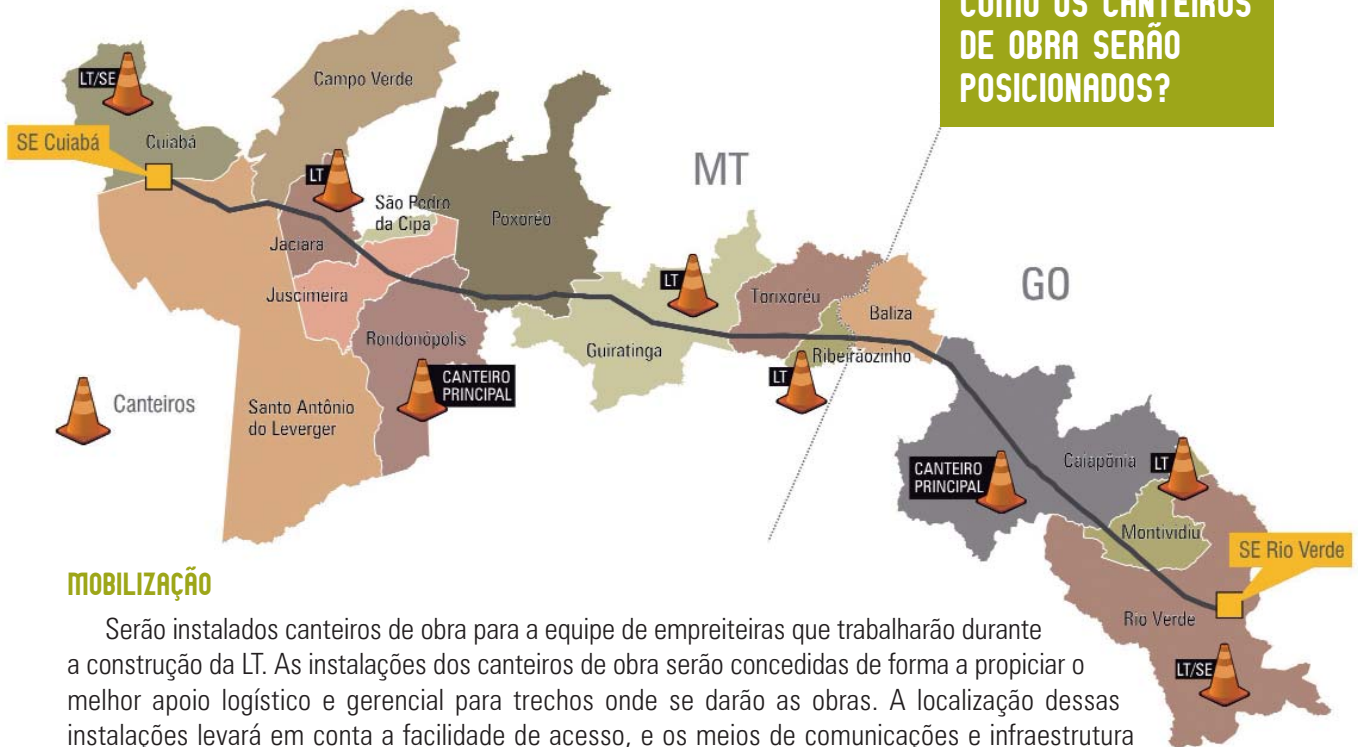 COMO OS CANTEIROS
DE OBRA SERÃO
POSICIONADOS?
LT/SE
Campo Verde
SE Cuiabá
Cuiabá
LT
São Pedro
da Cipa
Poxoréo
MT
Jaciara
Juscimeira
LT
Torixoréu
GO
Baliza
Rondonópolis
Guiratinga
Ribeirãozinho
LT
CANTEIRO
PRINCIPAL
Canteiros
Santo Antônio
do Leverger
CANTEIRO
PRINCIPAL
Caiapônia
LT
Montividiu
SE Rio Verde
Rio Verde
LT/SE
MOBILIZAÇÃO
Serão instalados canteiros de obra para a equipe de empreiteiras que trabalharão durante
a construção da LT. As instalações dos canteiros de obra serão concedidas de forma a propiciar o
melhor apoio logístico e gerencial para trechos onde se darão as obras. A localização dessas
instalações levará em conta a facilidade de acesso, e os meios de comunicações e infraestrutura